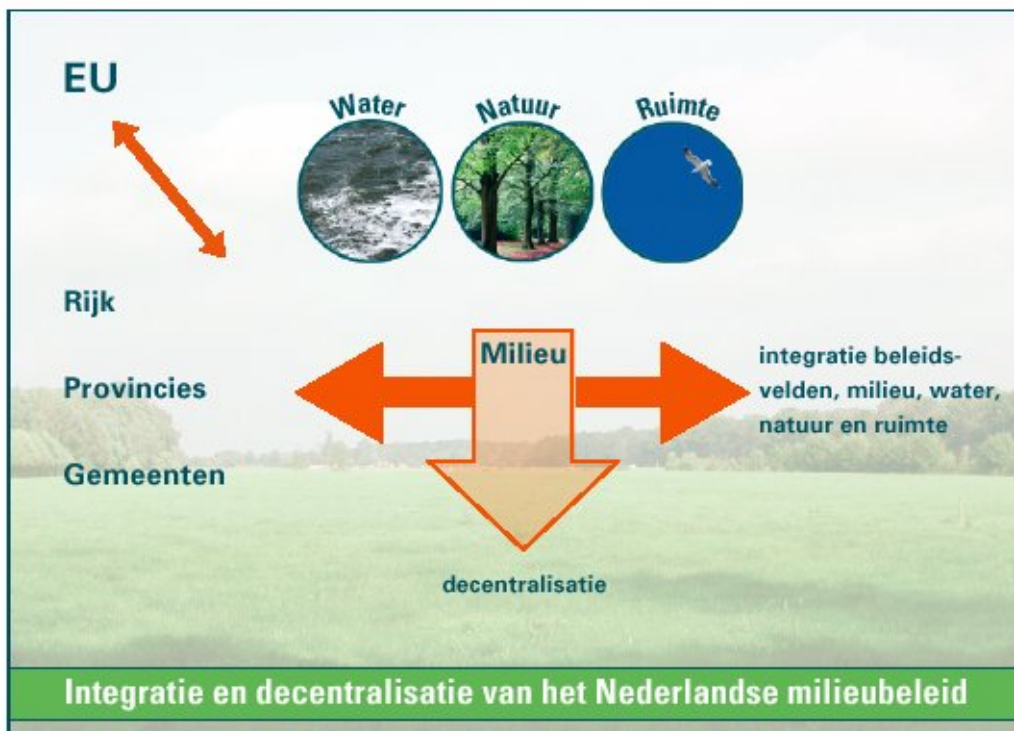 EU
Water
Natuur
Ruimte
Rijk
Milieu
Provincies
integratie beleids-
velden, milieu, water,
natuur en ruimte
Gemeenten
decentralisatie
Integratie en decentralisatie van het Nederlandse milieubeleid